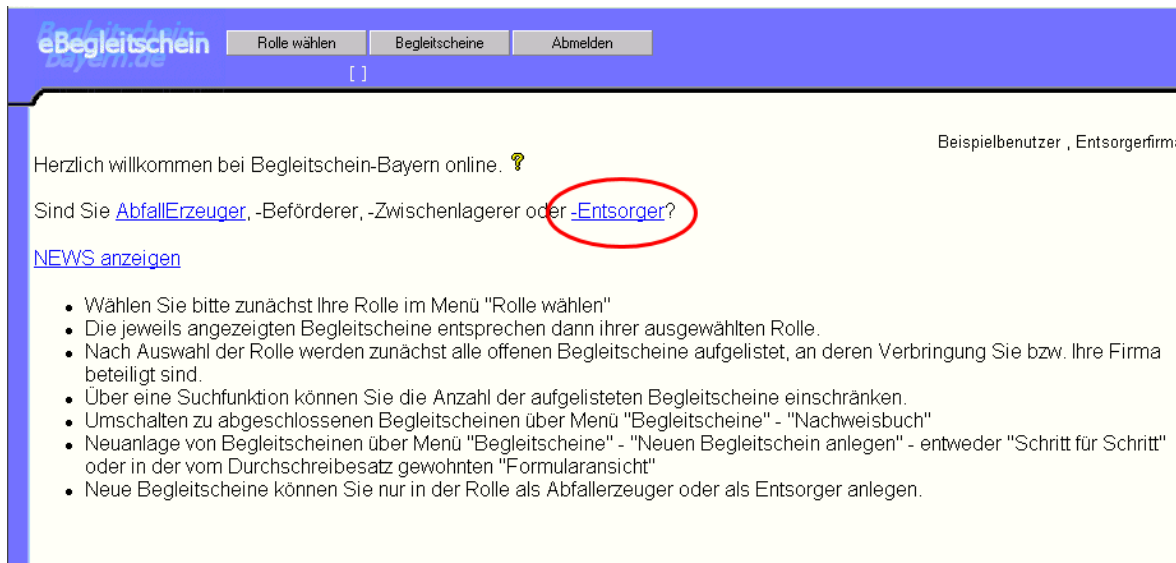 Begleitschein-
eBegleitschein
Bayern.de
Rolle wählen
Begleitscheine
Abmelden
[ ]
Beispielbenutzer , Entsorgerfirma
Herzlich willkommen bei Begleitschein-Bayern online. ?
Sind Sie AbfallErzeuger, -Beförderer, -Zwischenlagerer oder -Entsorger?
NEWS anzeigen
• Wählen Sie bitte zunächst Ihre Rolle im Menü "Rolle wählen"
• Die jeweils angezeigten Begleitscheine entsprechen dann ihrer ausgewählten Rolle.
• Nach Auswahl der Rolle werden zunächst alle offenen Begleitscheine aufgelistet, an deren Verbringung Sie bzw. Ihre Firma
beteiligt sind.
• Über eine Suchfunktion können Sie die Anzahl der aufgelisteten Begleitscheine einschränken.
• Umschalten zu abgeschlossenen Begleitscheinen über Menü "Begleitscheine" - "Nachweisbuch"
• Neuanlage von Begleitscheinen über Menü "Begleitscheine" - "Neuen Begleitschein anlegen" - entweder "Schritt für Schritt"
oder in der vom Durchschreibesatz gewohnten "Formularansicht"
• Neue Begleitscheine können Sie nur in der Rolle als Abfallerzeuger oder als Entsorger anlegen.